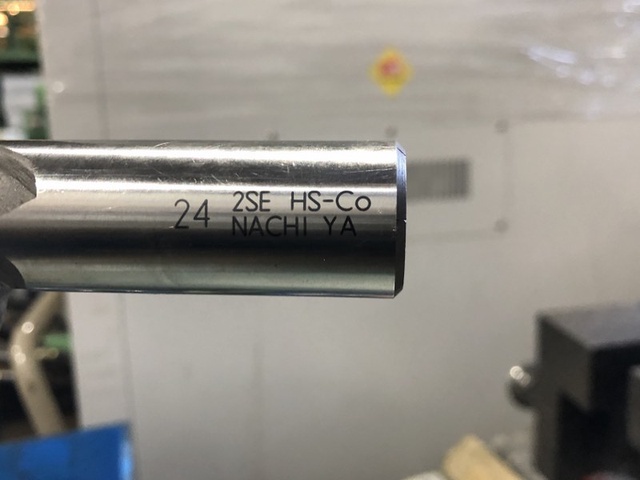 24
2SE HS-Co
NACHI YA